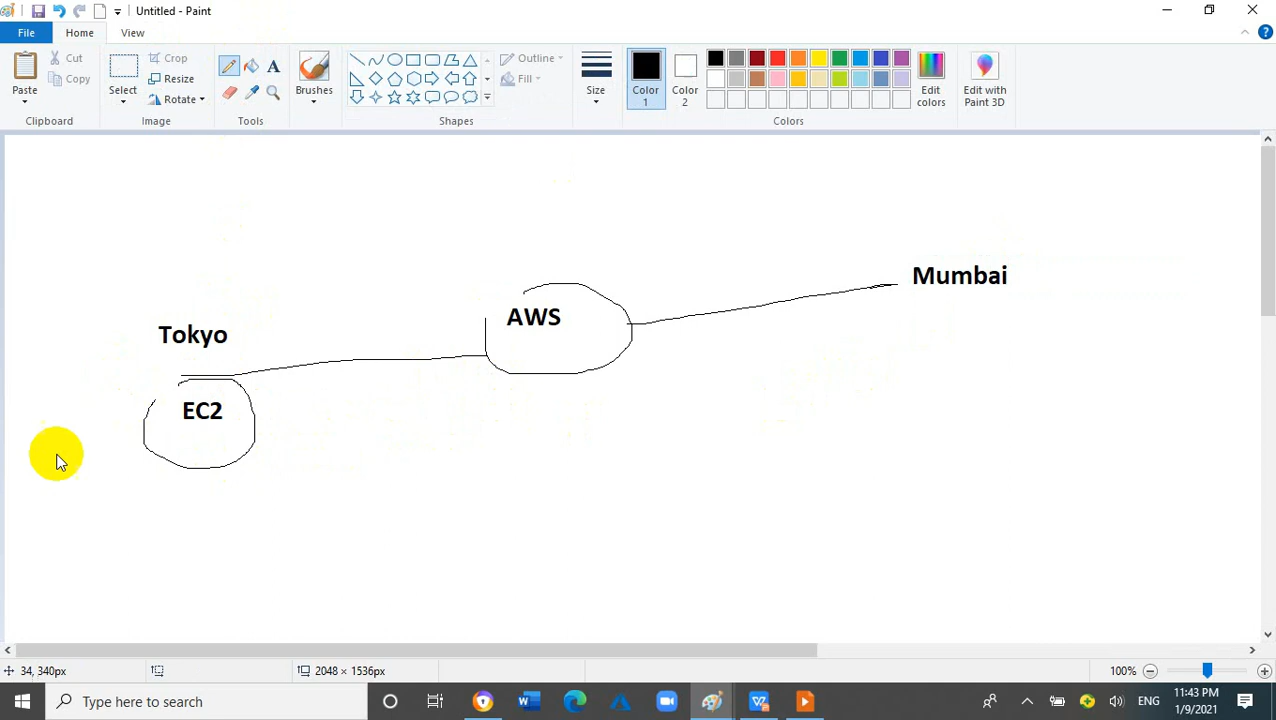 Untitled - Paint
File
Home
View
Paste
Cut
Copy
Clipboard
Select
Crop
Resize
Rotate
Image
A
Tools
Brushes
Shapes
Outline
Fill
Size
Color 1
Color 2
Edit colors
Colors
Edit with Paint 3D
Mumbai
AWS
Tokyo
EC2
34, 340px
2048 × 1536px
100%
Type here to search
ENG
11:43 PM
1/9/2021